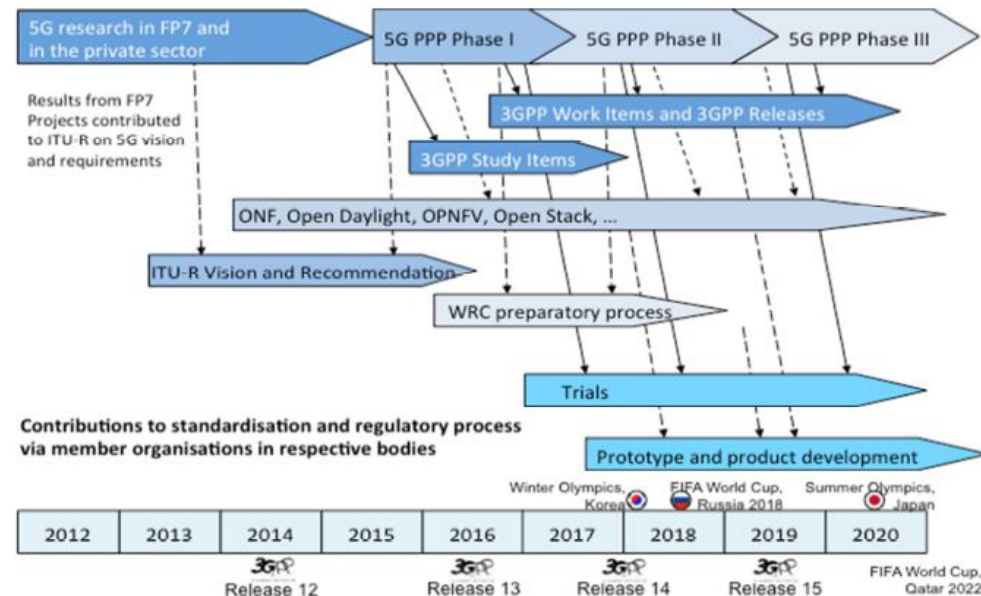 5G research in FP7 and
in the private sector
5G PPP Phase I
5G PPP Phase II
5G PPP Phase III
Results from FP7
Projects contributed
to ITU-R on 5G vision
and requirements
3GPP Work Items and 3GPP Releases
3GPP Study Items
ONF, Open Daylight, OPNFV, Open Stack, ...
ITU-R Vision and Recommendation
WRC preparatory process
Trials
Contributions to standardisation and regulatory process
via member organisations in respective bodies
Prototype and product development
Winter Olympics,
Korea
FIFA World Cup,
Russia 2018
Summer Olympics,
Japan
2012
2013
2014
2015
2016
2017
2018
2019
2020
3GPP
Release 12
3GPP
Release 13
3GPP
Release 14
3GPP
Release 15
FIFA World Cup,
Qatar 2022